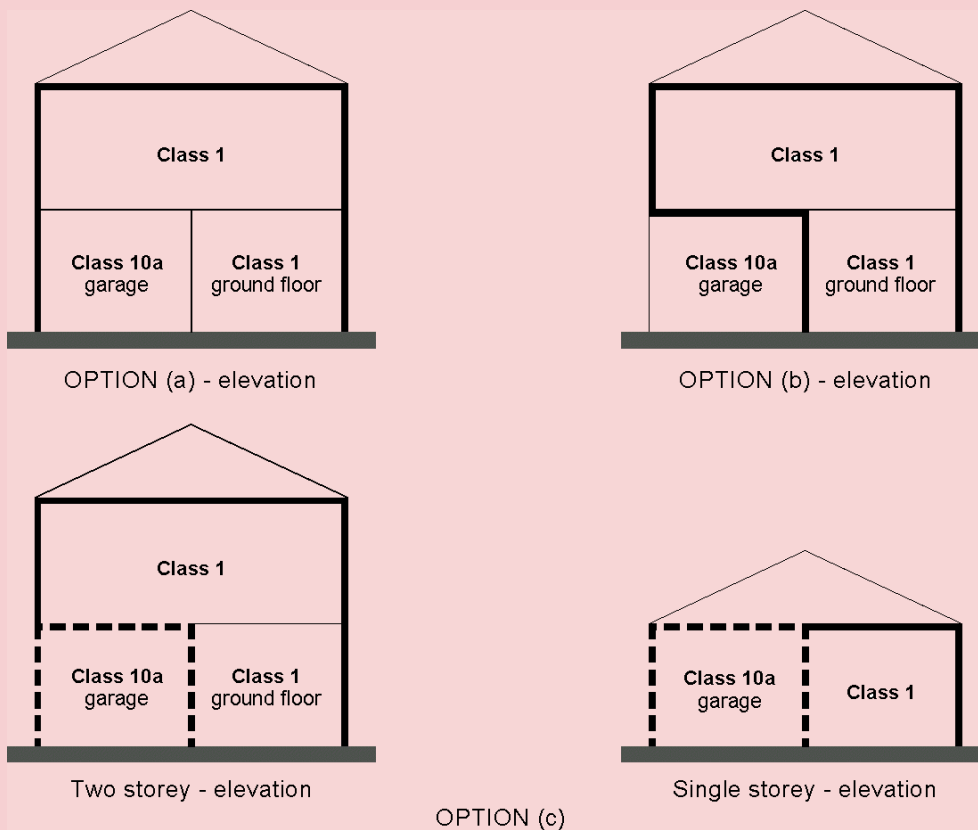 Class 1
Class 10a
garage
Class 1
ground floor
OPTION (a) - elevation
Class 1
Class 10a
garage
Class 1
ground floor
OPTION (b) - elevation
Class 1
Class 10a
garage
Class 1
ground floor
Two storey - elevation
Class 10a
garage
Class 1
Single storey - elevation
OPTION (c)